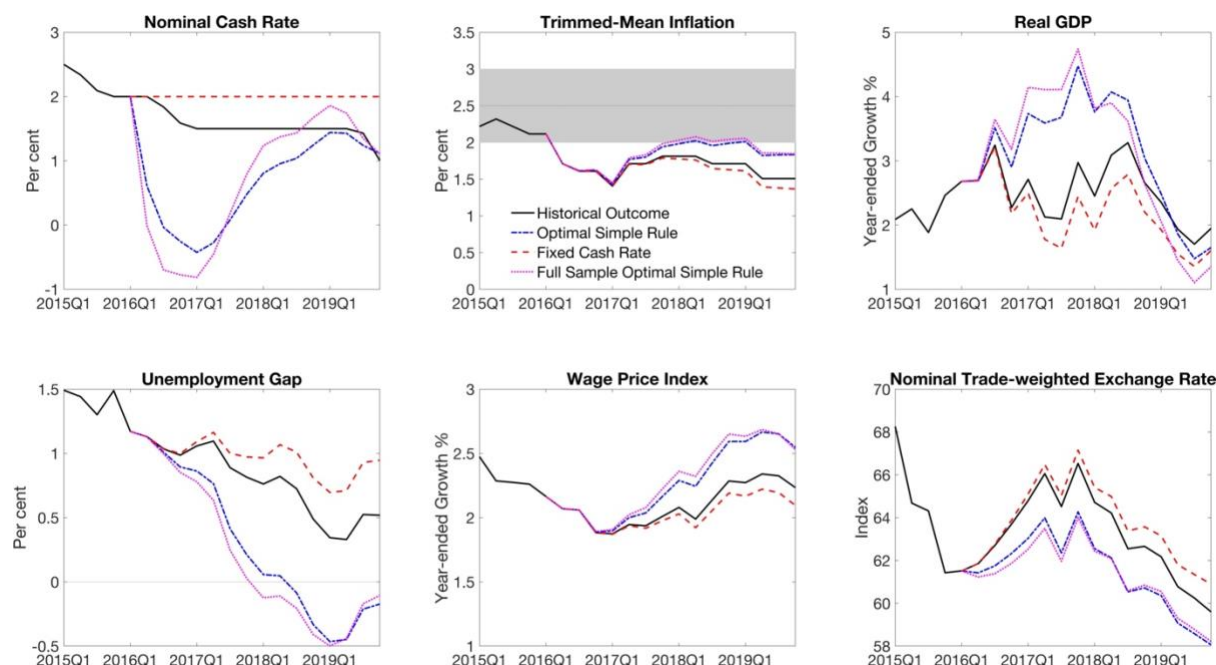 Nominal Cash Rate
Per cent
3
2
1
0
-1
2015Q1 2016Q1 2017Q1 2018Q1 2019Q1
Trimmed-Mean Inflation
Per cent
3.5
3
2.5
2
1.5
1
0.5
0
Historical Outcome
Optimal Simple Rule
Fixed Cash Rate
Full Sample Optimal Simple Rule
2015Q1 2016Q1 2017Q1 2018Q1 2019Q1
Real GDP
Year-ended Growth %
5
4
3
2
1
2015Q1 2016Q1 2017Q1 2018Q1 2019Q1
Unemployment Gap
Per cent
1.5
1
0.5
0
-0.5
2015Q1 2016Q1 2017Q1 2018Q1 2019Q1
Wage Price Index
Year-ended Growth %
3
2.5
2
1.5
1
2015Q1 2016Q1 2017Q1 2018Q1 2019Q1
Nominal Trade-weighted Exchange Rate
Index
70
68
66
64
62
60
58
2015Q1 2016Q1 2017Q1 2018Q1 2019Q1